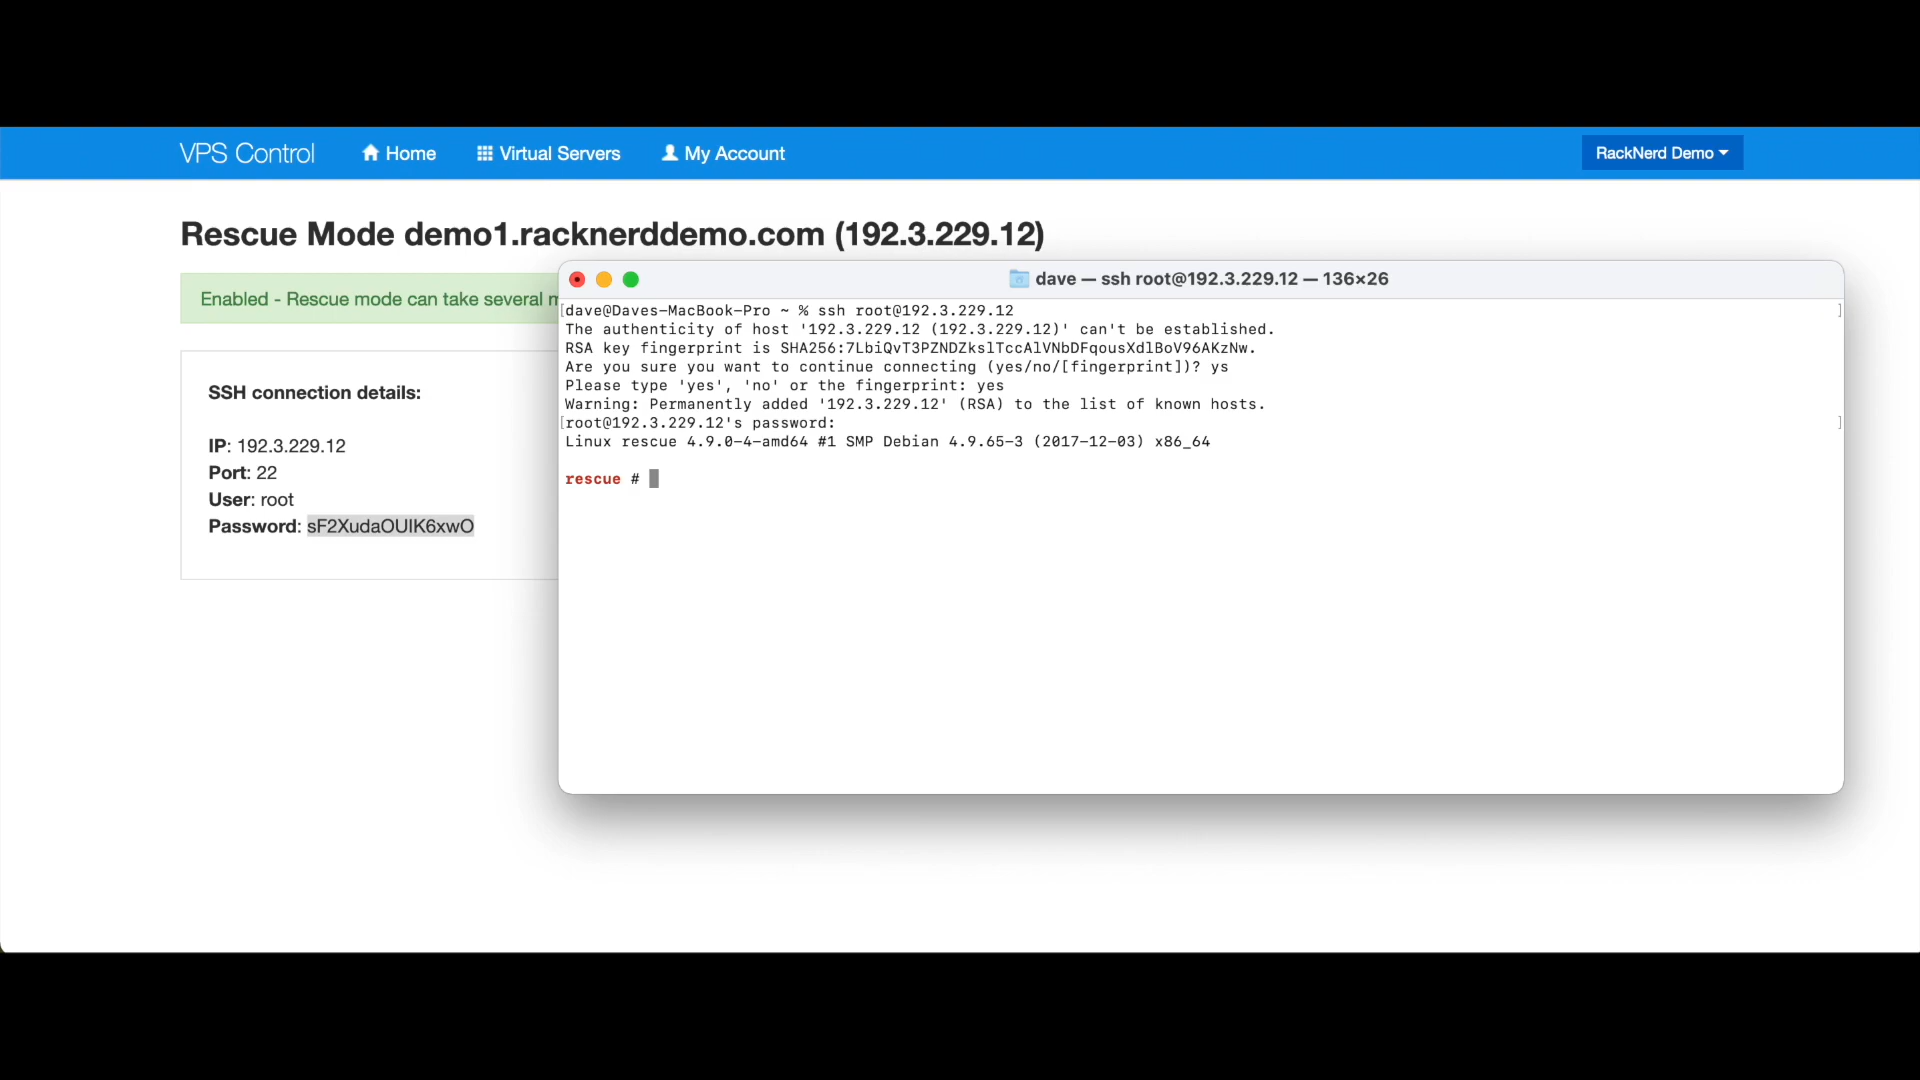 VPS Control Home Virtual Servers My Account RackNerd Demo
Rescue Mode demo1.racknerddemo.com (192.3.229.12)
Enabled - Rescue mode can take several
SSH connection details:
IP: 192.3.229.12
Port: 22
User: root
Password: sF2XudaOUIK6xwO
dave — ssh root@192.3.229.12 — 136×26
[dave@Daves-MacBook-Pro ~ % ssh root@192.3.229.12 ]
The authenticity of host '192.3.229.12 (192.3.229.12)' can't be established.
RSA key fingerprint is SHA256:7LbiQvT3PZNDZkslTccAlVNbDFqousXdlBoV96AKzNw.
Are you sure you want to continue connecting (yes/no/[fingerprint])? ys
Please type 'yes', 'no' or the fingerprint: yes
Warning: Permanently added '192.3.229.12' (RSA) to the list of known hosts.
[root@192.3.229.12's password: ]
Linux rescue 4.9.0-4-amd64 #1 SMP Debian 4.9.65-3 (2017-12-03) x86_64
rescue #